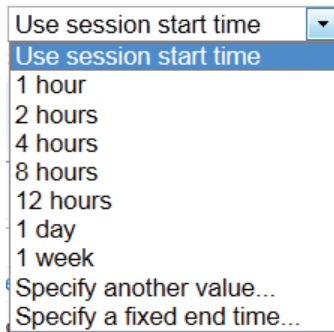 Use session start time
Use session start time
1 hour
2 hours
4 hours
8 hours
12 hours
1 day
1 week
Specify another value...
Specify a fixed end time...